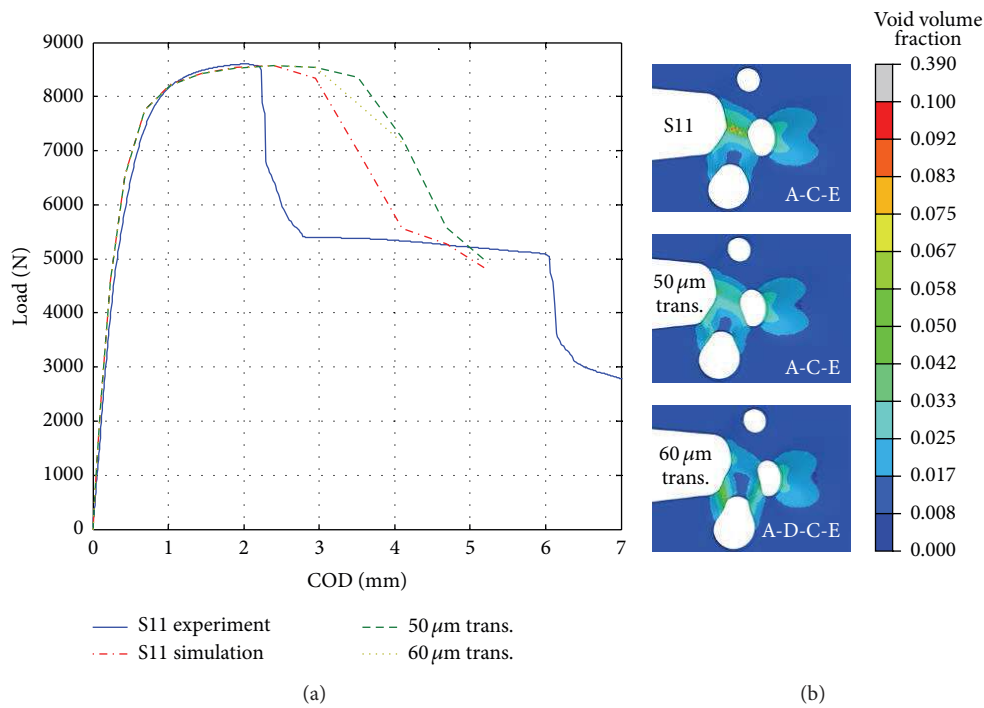 9000
8000
7000
6000
5000
4000
3000
2000
1000
0
Load (N)
0 1 2 3 4 5 6 7
COD (mm)
S11 experiment
S11 simulation
50 μm trans.
60 μm trans.
(a)
S11
A-C-E
50 μm
trans.
A-C-E
60 μm
trans.
A-D-C-E
(b)
Void volume
fraction
0.390
0.100
0.092
0.083
0.075
0.067
0.058
0.050
0.042
0.033
0.025
0.017
0.008
0.000